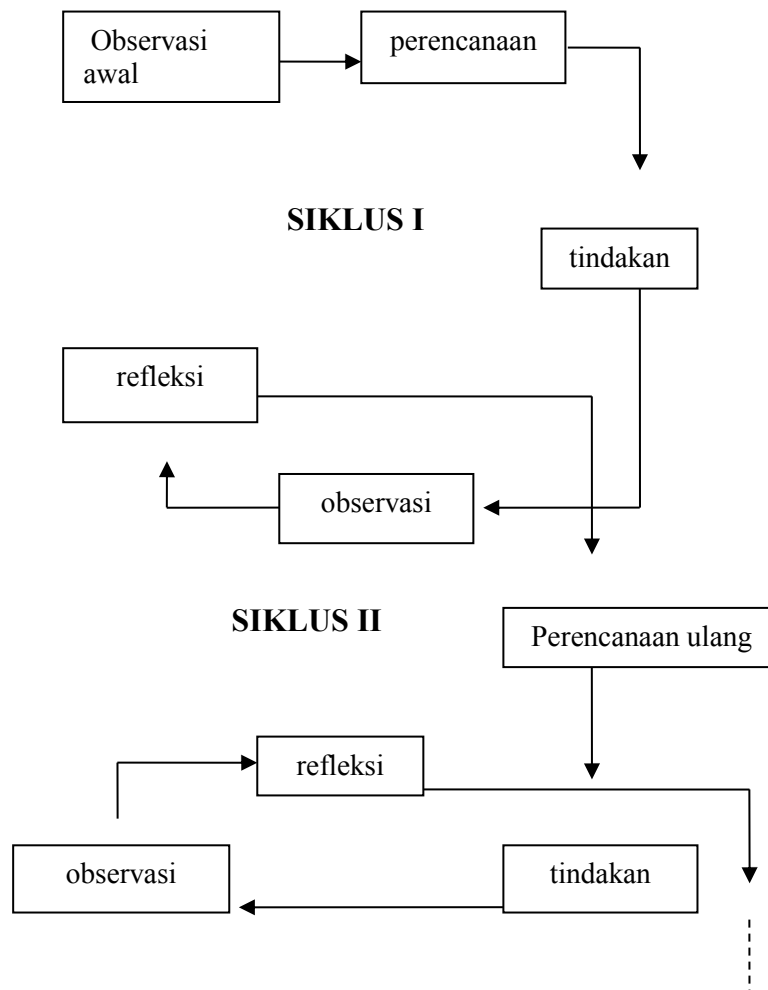 Observasi
awal
perencanaan
SIKLUS I
tindakan
refleksi
observasi
SIKLUS II
Perencanaan ulang
refleksi
observasi
tindakan